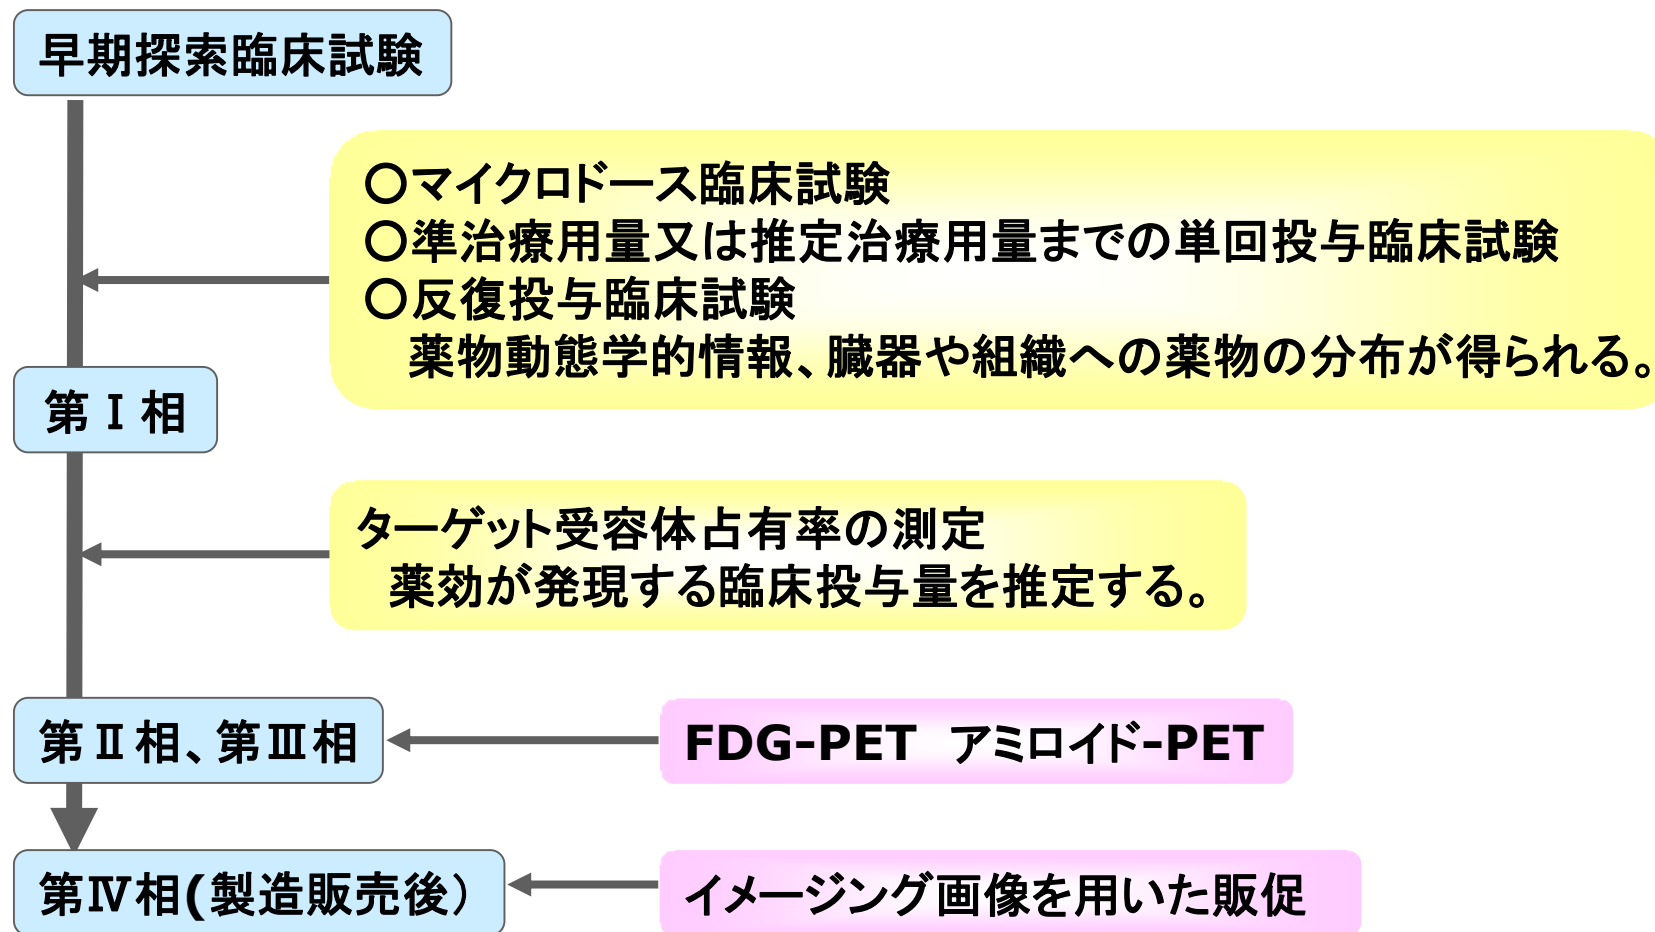 早期探索臨床試験
〇マイクロドース臨床試験
〇準治療用量又は推定治療用量までの単回投与臨床試験
〇反復投与臨床試験
薬物動態学的情報、臓器や組織への薬物の分布が得られる。
第Ⅰ相
ターゲット受容体占有率の測定
薬効が発現する臨床投与量を推定する。
第Ⅱ相、第Ⅲ相
FDG-PET　アミロイド-PET
第Ⅳ相(製造販売後）
イメージング画像を用いた販促